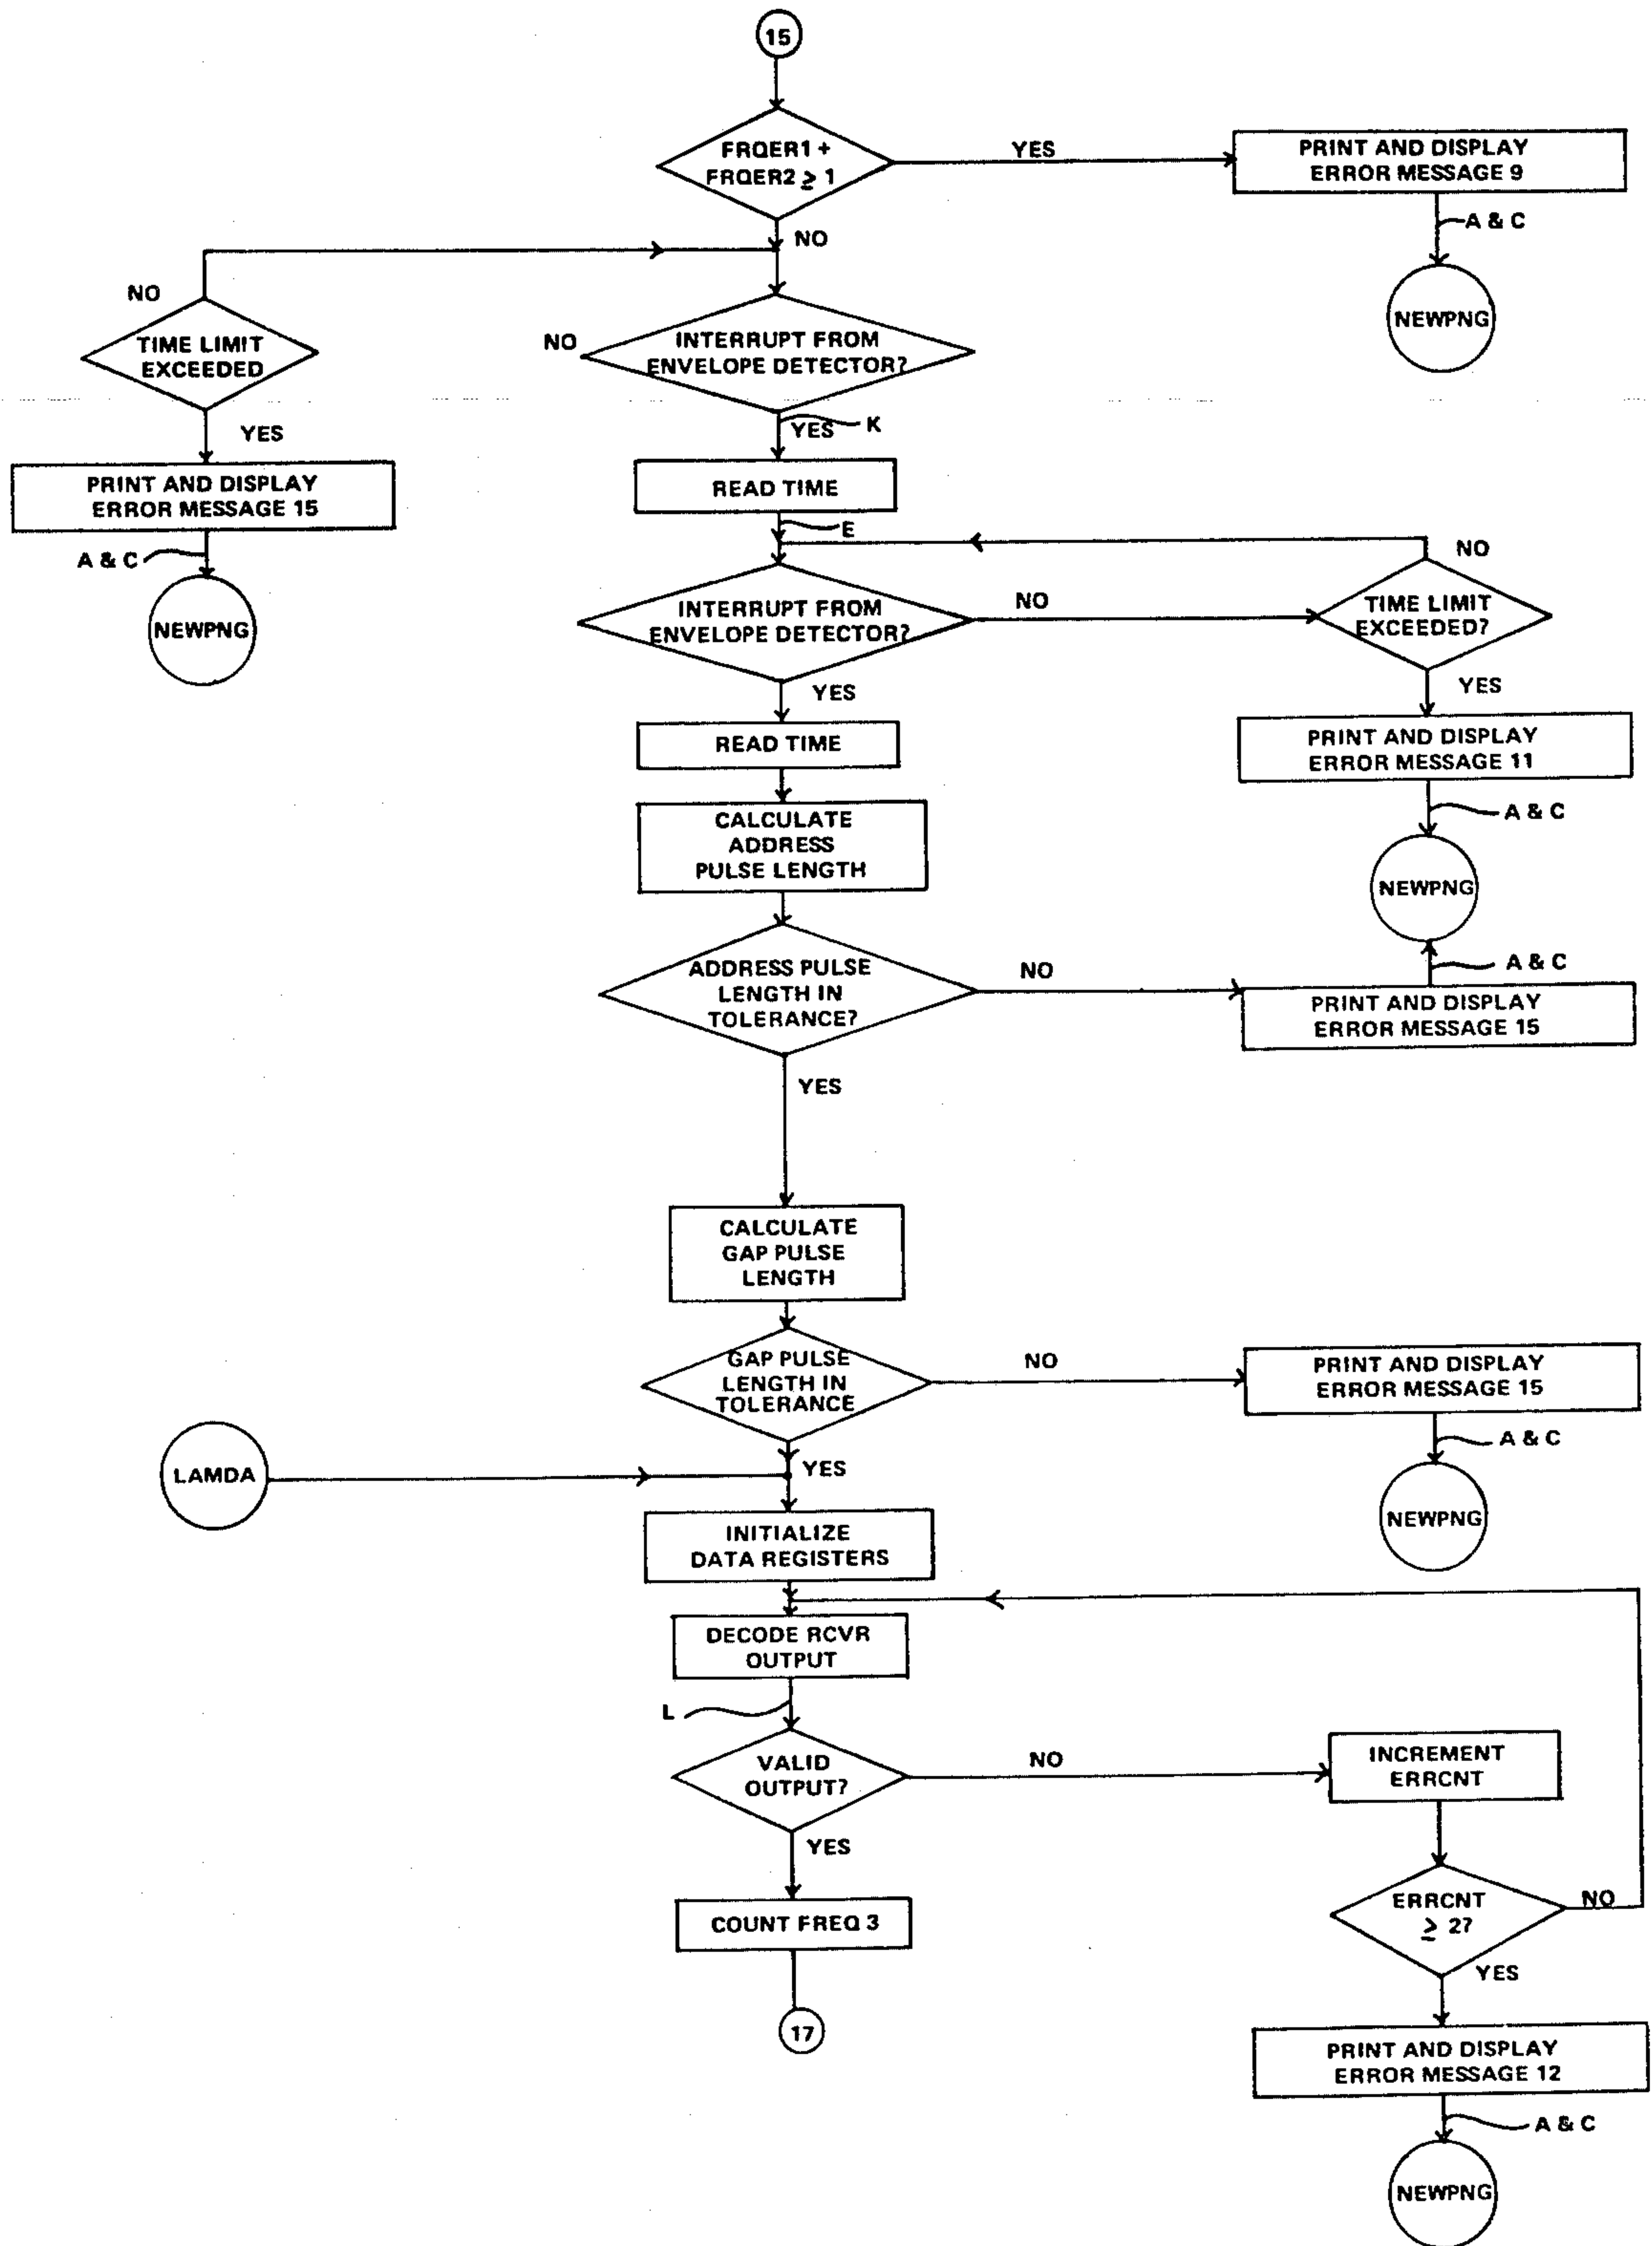 15
FRQER1 +
FRQER2 ≥ 1
YES
PRINT AND DISPLAY
ERROR MESSAGE 9
A & C
NEWPNG
NO
NO
TIME LIMIT
EXCEEDED
NO
INTERRUPT FROM
ENVELOPE DETECTOR?
YES
K
YES
PRINT AND DISPLAY
ERROR MESSAGE 15
A & C
NEWPNG
READ TIME
E
NO
INTERRUPT FROM
ENVELOPE DETECTOR?
NO
TIME LIMIT
EXCEEDED?
YES
YES
READ TIME
PRINT AND DISPLAY
ERROR MESSAGE 11
A & C
NEWPNG
CALCULATE
ADDRESS
PULSE LENGTH
ADDRESS PULSE
LENGTH IN
TOLERANCE?
NO
A & C
PRINT AND DISPLAY
ERROR MESSAGE 15
YES
CALCULATE
GAP PULSE
LENGTH
GAP PULSE
LENGTH IN
TOLERANCE
NO
PRINT AND DISPLAY
ERROR MESSAGE 15
A & C
NEWPNG
LAMDA
YES
INITIALIZE
DATA REGISTERS
DECODE RCVR
OUTPUT
L
VALID
OUTPUT?
NO
INCREMENT
ERRCNT
YES
COUNT FREQ 3
ERRCNT
≥ 2?
NO
YES
17
PRINT AND DISPLAY
ERROR MESSAGE 12
A & C
NEWPNG